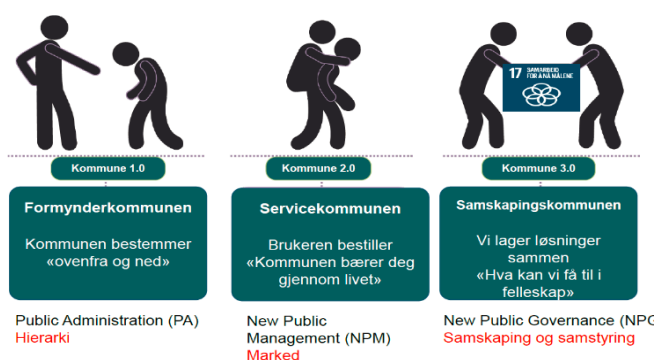 17 SAMARBEID
FOR Å NÅ MÅLENE
Kommune 1.0
Formynderkommunen
Kommunen bestemmer
«ovenfra og ned»
Public Administration (PA)
Hierarki
Kommune 2.0
Servicekommunen
Brukeren bestiller
«Kommunen bærer deg
gjennom livet»
New Public
Management (NPM)
Marked
Kommune 3.0
Samskapingskommunen
Vi lager løsninger
sammen
«Hva kan vi få til i
felleskap»
New Public Governance (NPG
Samskaping og samstyring